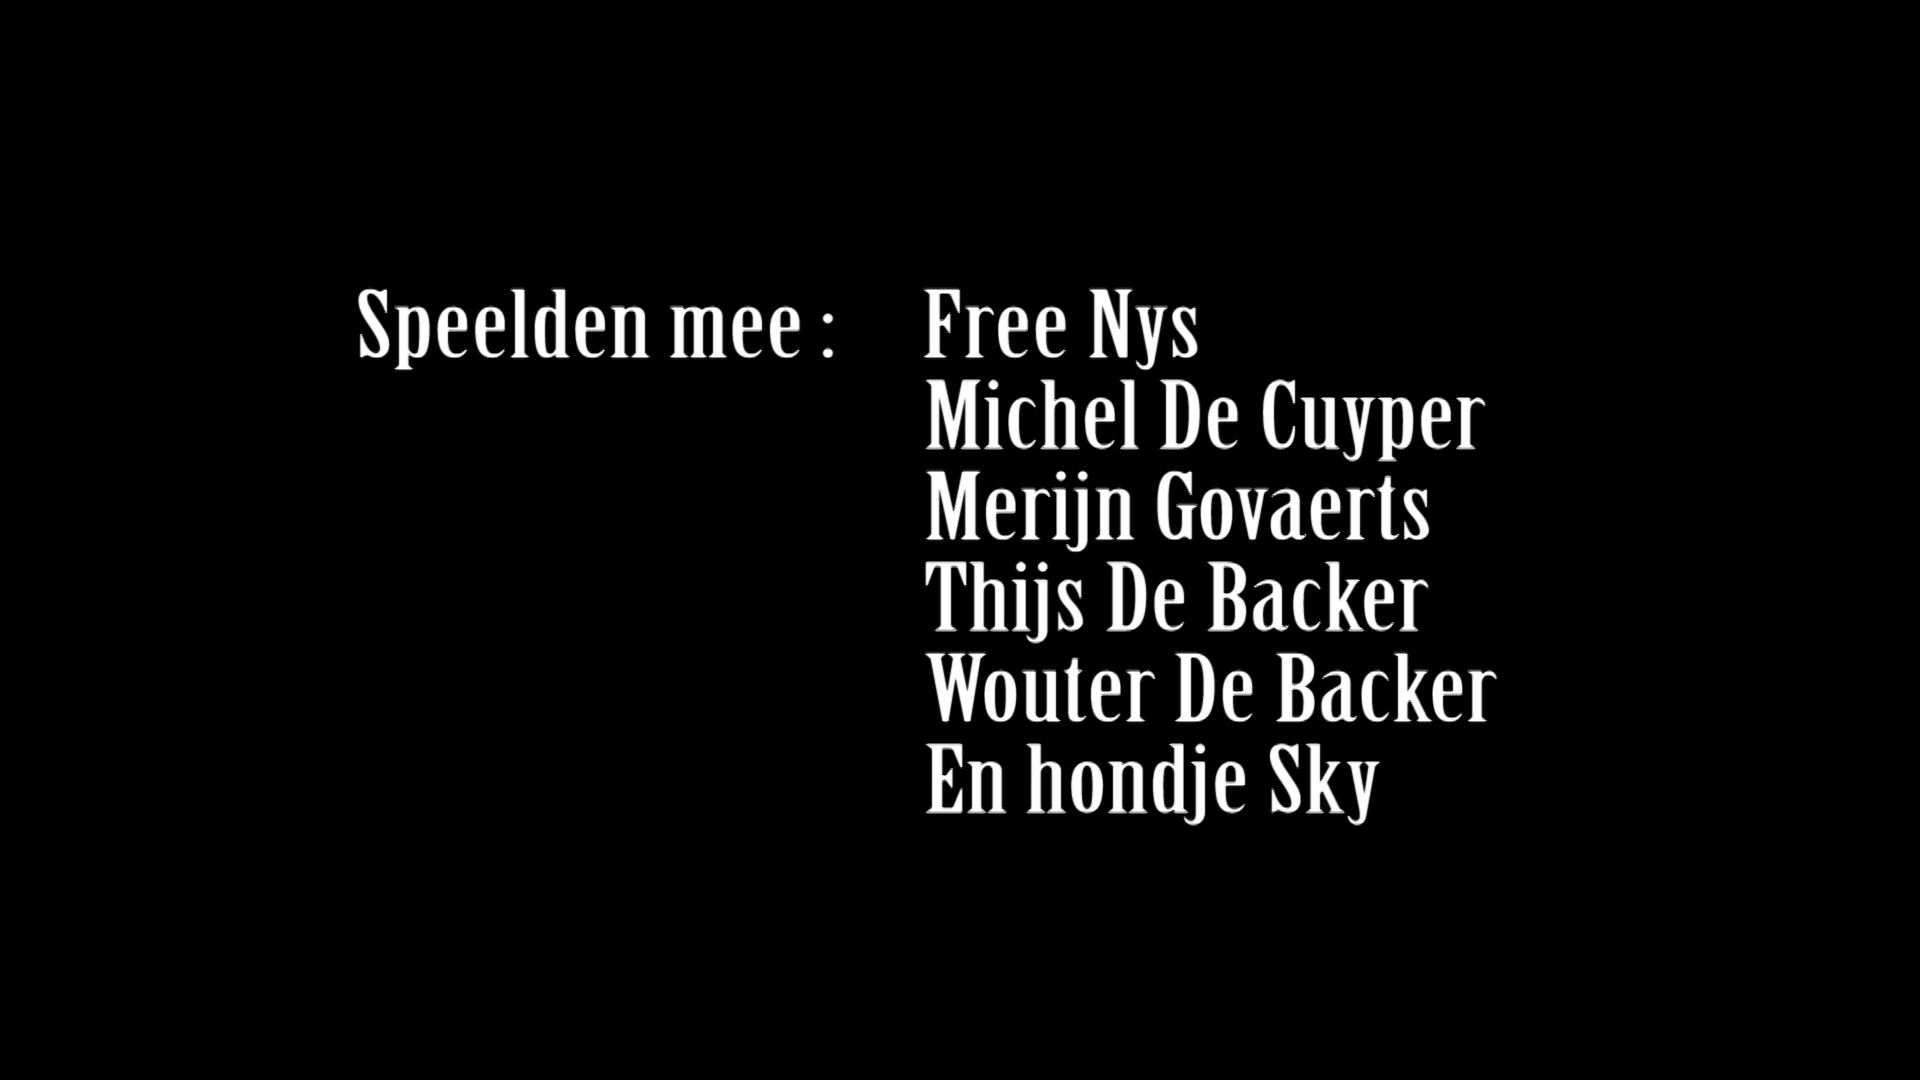 Speelden mee : Free Nys
Michel De Cuyper
Merijn Govaerts
Thijs De Backer
Wouter De Backer
En hondje Sky